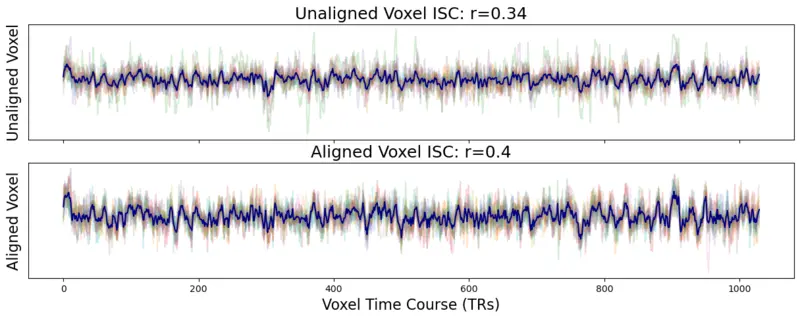 Unaligned Voxel ISC: r=0.34
Unaligned Voxel
Aligned Voxel ISC: r=0.4
Aligned Voxel
0 200 400 600 800 1000
Voxel Time Course (TRs)